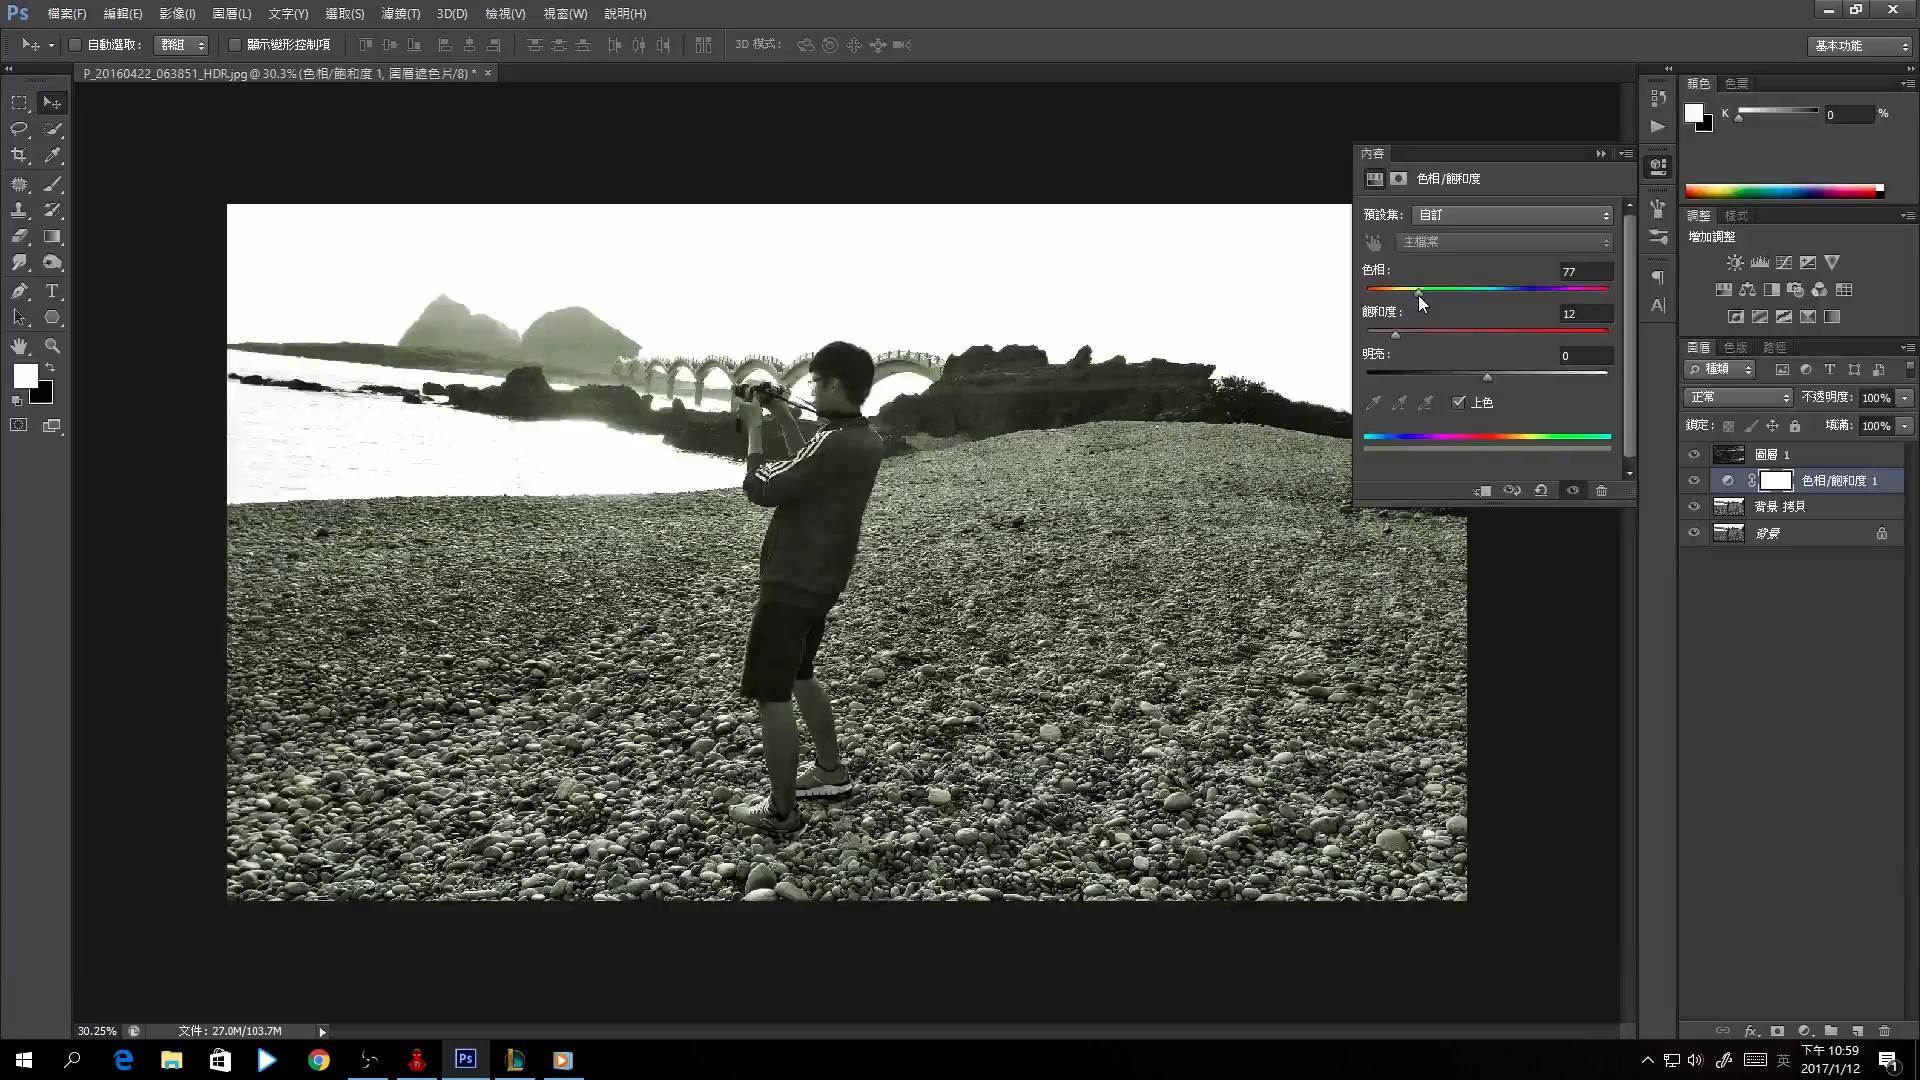 Ps 檔案(F) 編輯(E) 影像(I) 圖層(L) 文字(Y) 選取(S) 濾鏡(T) 3D(D) 檢視(V) 視窗(W) 說明(H)
自動選取: 群組 顯示變形控制項 3D 模式: 基本功能
P_20160422_063851_HDR.jpg @ 30.3% (色相/飽和度 1, 圖層遮色片/8) * ×
顏色 色票
K 0 %
內容
色相/飽和度
預設集: 自訂
主檔案
色相: 77
飽和度: 12
明亮: 0
上色
調整 樣式
增加調整
圖層 色版 路徑
種類
正常 不透明度: 100%
鎖定: 填滿: 100%
圖層 1
色相/飽和度 1
背景 拷貝
背景
30.25% 文件: 27.0M/103.7M
Ps
英
下午 10:59
2017/1/12
1